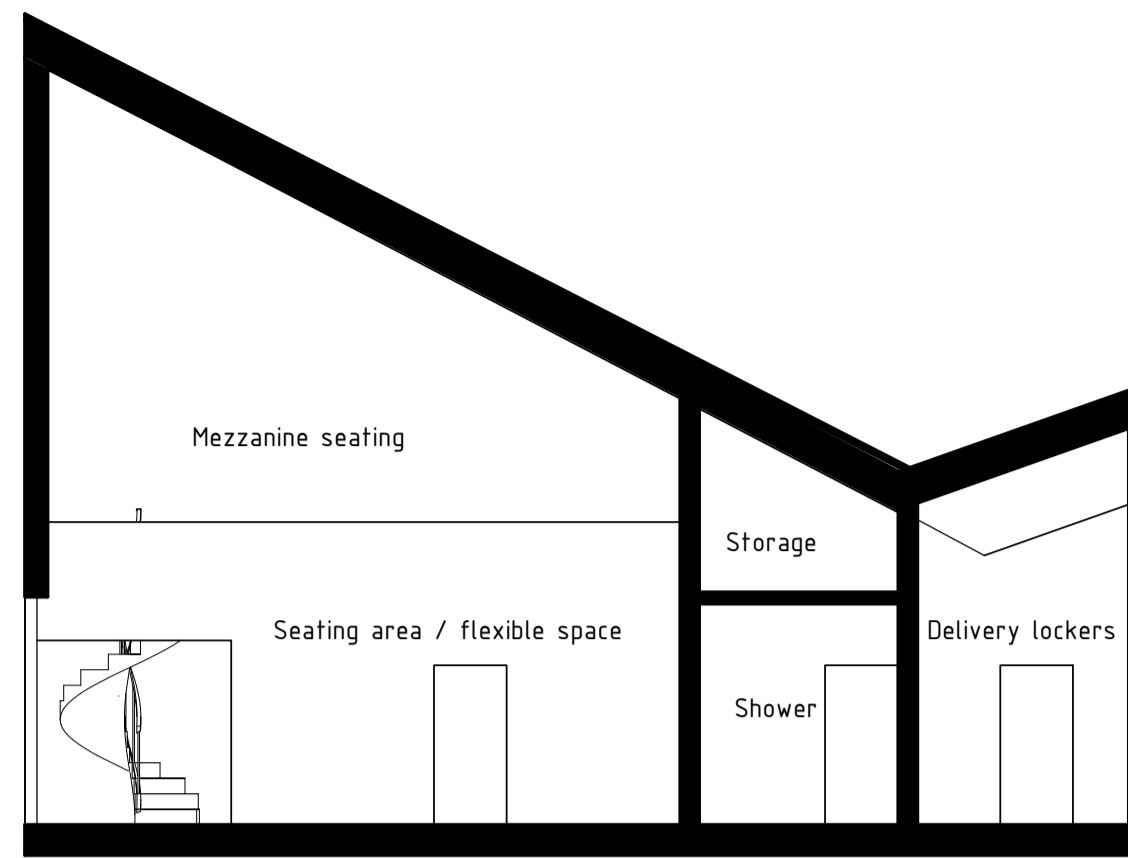 Mezzanine seating
Storage
Seating area / flexible space
Delivery lockers
Shower